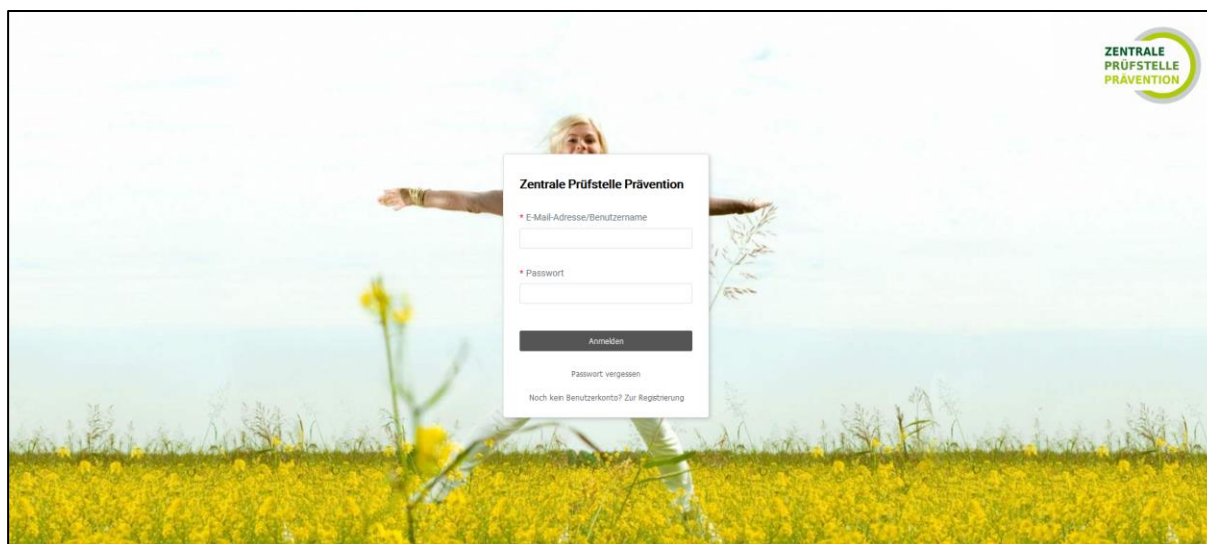 ZENTRALE
PRÜFSTELLE
PRÄVENTION
Zentrale Prüfstelle Prävention
* E-Mail-Adresse/Benutzername
* Passwort
Anmelden
Passwort vergessen
Noch kein Benutzerkonto? Zur Registrierung